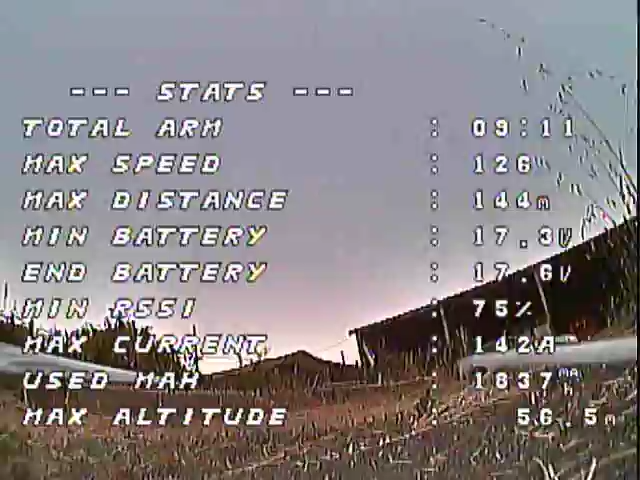 --- STATS ---
TOTAL ARM : 09:11
MAX SPEED : 126
MAX DISTANCE : 144m
MIN BATTERY : 17.3V
END BATTERY : 17.6V
MIN RSSI : 75%
MAX CURRENT : 142A
USED MAH : 1837mAh
MAX ALTITUDE : 56.5m